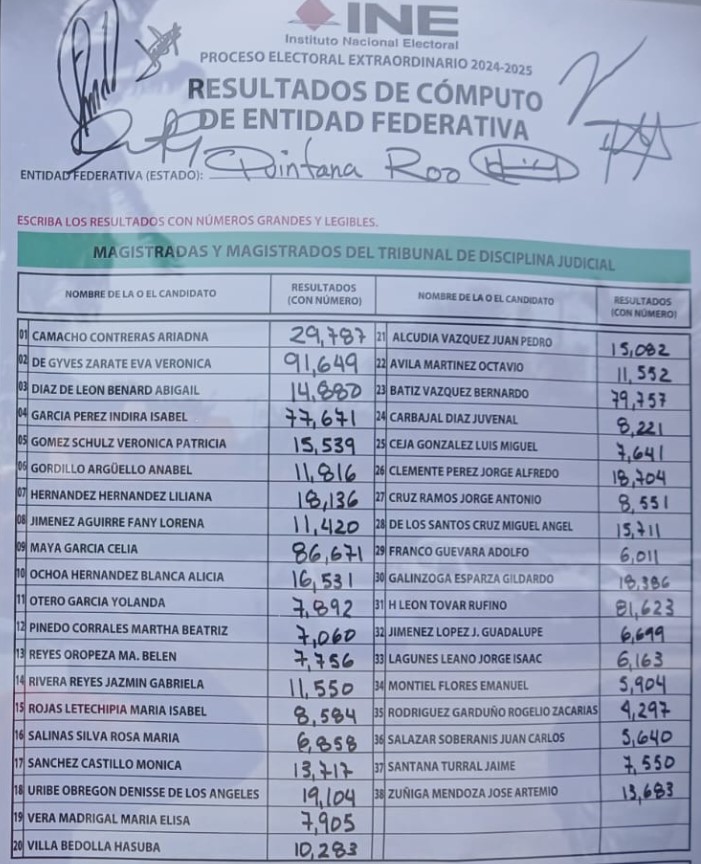 INE
Instituto Nacional Electoral
PROCESO ELECTORAL EXTRAORDINARIO 2024-2025
RESULTADOS DE CÓMPUTO
DE ENTIDAD FEDERATIVA
ENTIDAD FEDERATIVA (ESTADO): Quintana Roo
ESCRIBA LOS RESULTADOS CON NÚMEROS GRANDES Y LEGIBLES.
MAGISTRADAS Y MAGISTRADOS DEL TRIBUNAL DE DISCIPLINA JUDICIAL
NOMBRE DE LA O EL CANDIDATO RESULTADOS (CON NÚMERO) NOMBRE DE LA O EL CANDIDATO RESULTADOS (CON NÚMERO)
01 CAMACHO CONTRERAS ARIADNA 29,787 21 ALCUDIA VAZQUEZ JUAN PEDRO 15,082
02 DE GYVES ZARATE EVA VERONICA 91,649 22 AVILA MARTINEZ OCTAVIO 11,552
03 DIAZ DE LEON BENARD ABIGAIL 14,880 23 BATIZ VAZQUEZ BERNARDO 79,757
04 GARCIA PEREZ INDIRA ISABEL 77,671 24 CARBAJAL DIAZ JUVENAL 8,221
05 GOMEZ SCHULZ VERONICA PATRICIA 15,539 25 CEJA GONZALEZ LUIS MIGUEL 7,641
06 GORDILLO ARGÜELLO ANABEL 11,816 26 CLEMENTE PEREZ JORGE ALFREDO 18,704
07 HERNANDEZ HERNANDEZ LILIANA 18,136 27 CRUZ RAMOS JORGE ANTONIO 8,551
08 JIMENEZ AGUIRRE FANY LORENA 11,420 28 DE LOS SANTOS CRUZ MIGUEL ANGEL 15,711
09 MAYA GARCIA CELIA 86,671 29 FRANCO GUEVARA ADOLFO 6,011
10 OCHOA HERNANDEZ BLANCA ALICIA 16,531 30 GALINZOGA ESPARZA GILDARDO 18,386
11 OTERO GARCIA YOLANDA 7,892 31 H LEON TOVAR RUFINO 81,623
12 PINEDO CORRALES MARTHA BEATRIZ 7,060 32 JIMENEZ LOPEZ J. GUADALUPE 6,699
13 REYES OROPEZA MA. BELEN 7,756 33 LAGUNES LEANO JORGE ISAAC 6,163
14 RIVERA REYES JAZMIN GABRIELA 11,550 34 MONTIEL FLORES EMANUEL 5,904
15 ROJAS LETECHIPIA MARIA ISABEL 8,584 35 RODRIGUEZ GARDUÑO ROGELIO ZACARIAS 4,297
16 SALINAS SILVA ROSA MARIA 6,858 36 SALAZAR SOBERANIS JUAN CARLOS 5,640
17 SANCHEZ CASTILLO MONICA 13,717 37 SANTANA TURRAL JAIME 7,550
18 URIBE OBREGON DENISSE DE LOS ANGELES 19,104 38 ZUÑIGA MENDOZA JOSE ARTEMIO 13,683
19 VERA MADRIGAL MARIA ELISA 7,905
20 VILLA BEDOLLA HASUBA 10,283